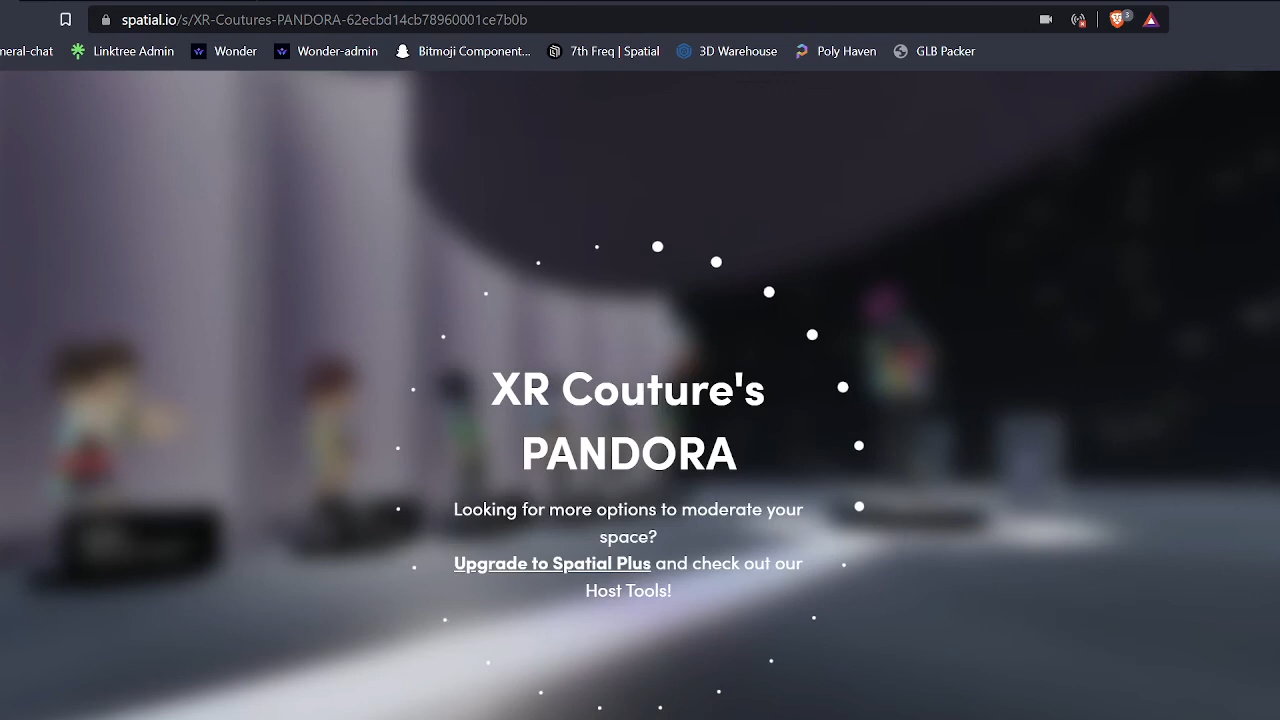 spatial.io/s/XR-Coutures-PANDORA-62ecbd14cb78960001ce7b0b
3
neral-chat Linktree Admin Wonder Wonder-admin Bitmoji Component... 7th Freq | Spatial 3D Warehouse Poly Haven GLB Packer
XR Couture's
PANDORA
Looking for more options to moderate your
space?
Upgrade to Spatial Plus and check out our
Host Tools!